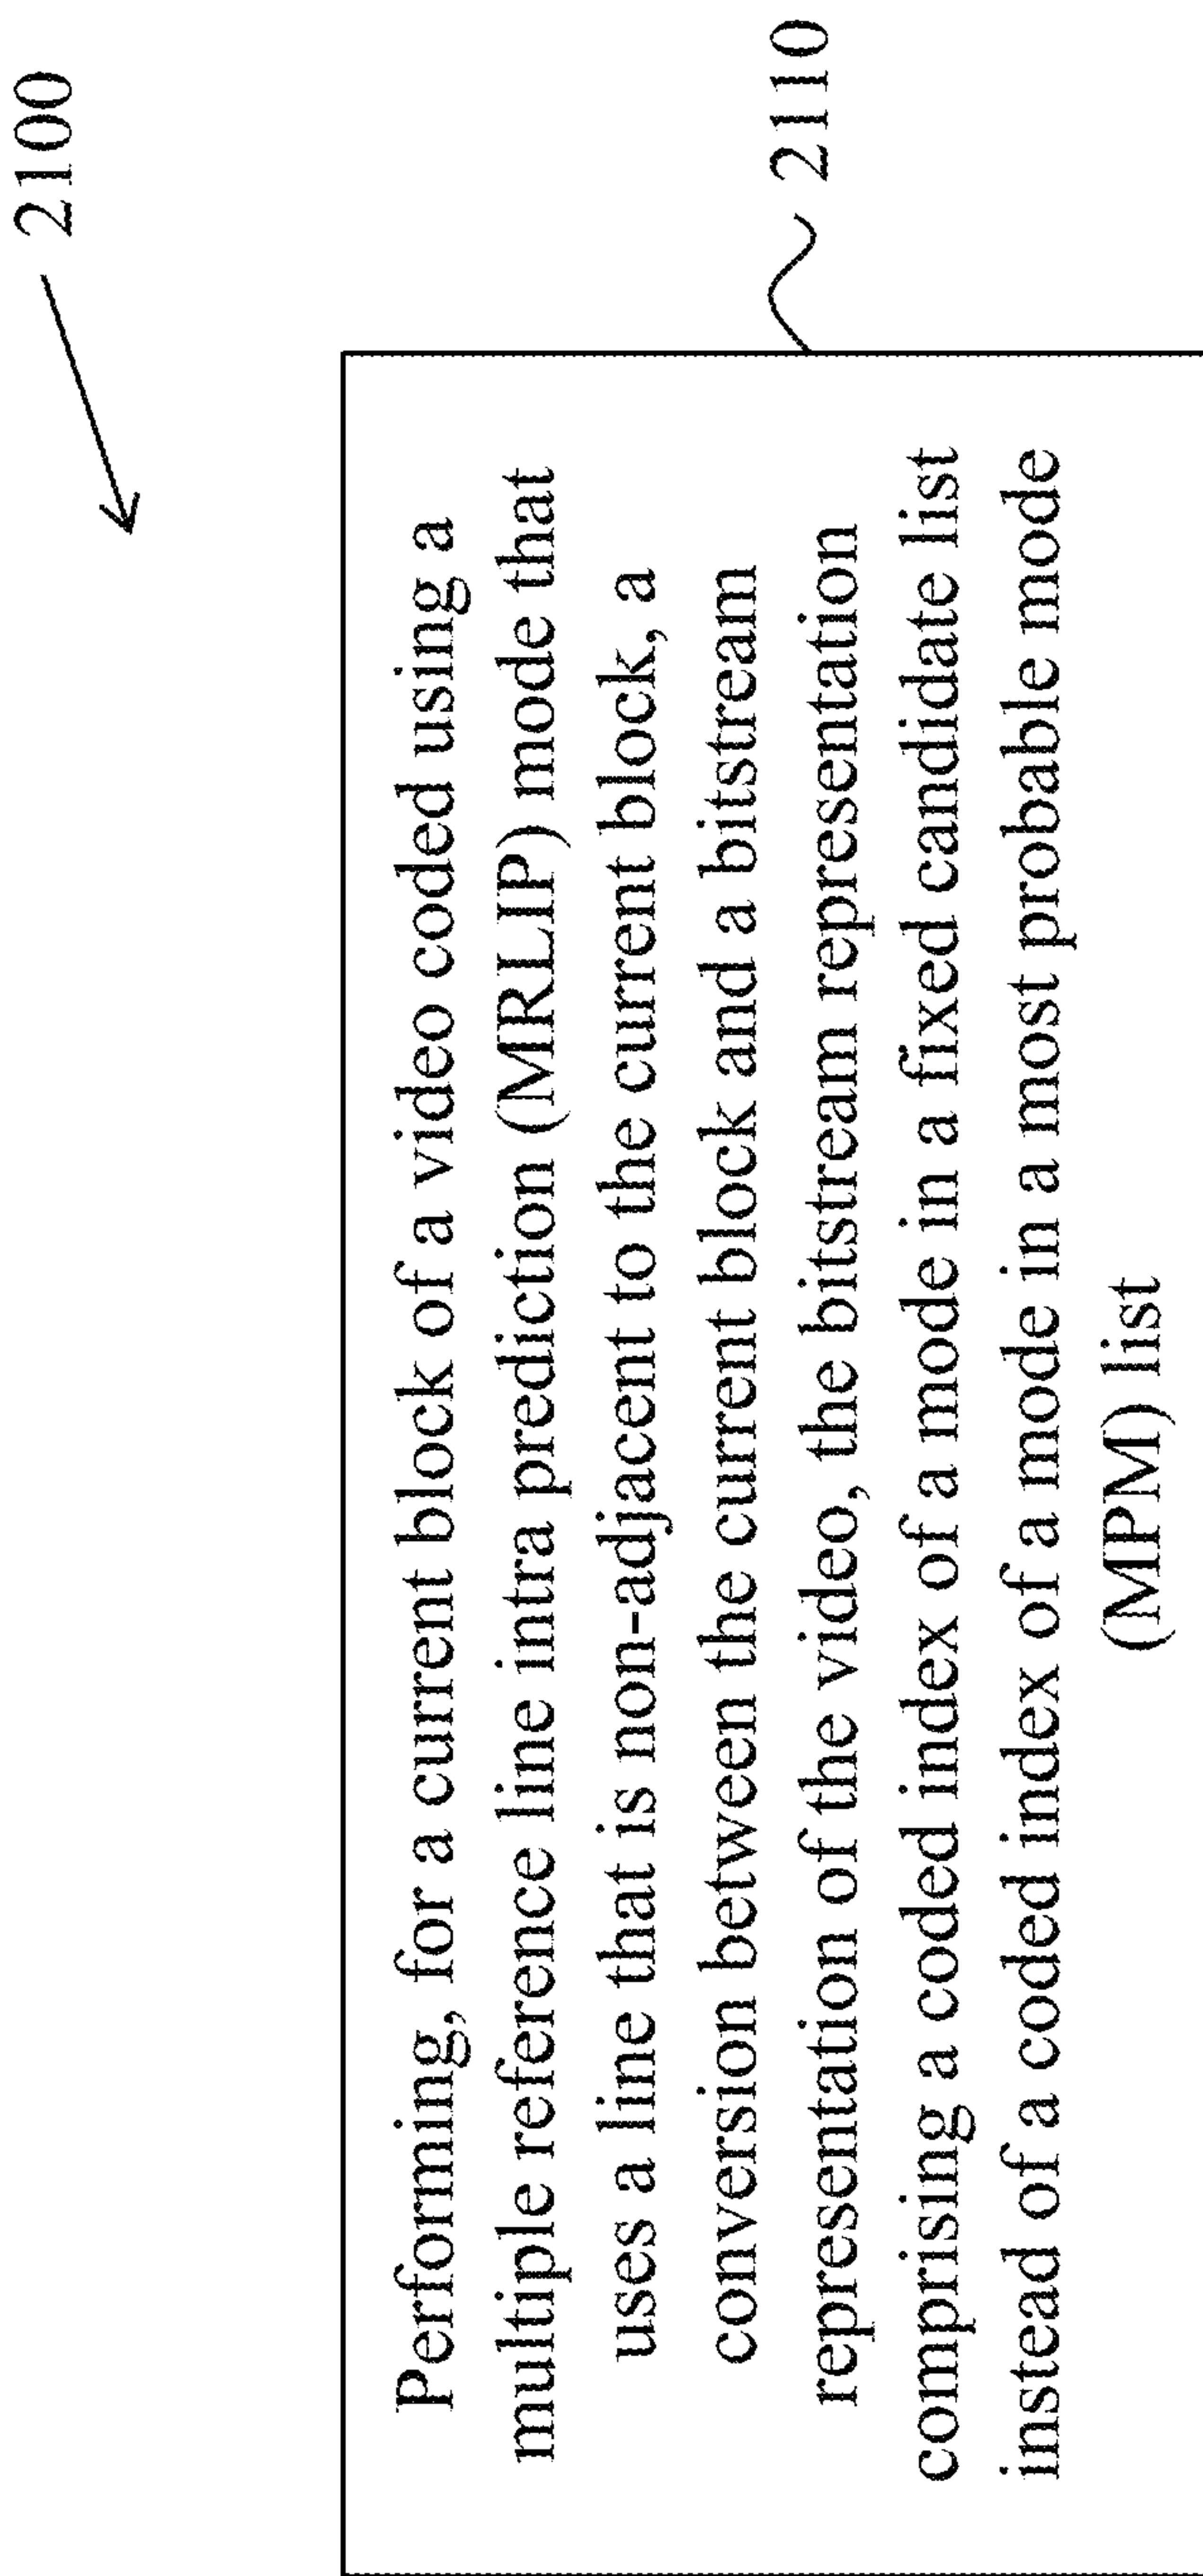 2100
Performing, for a current block of a video coded using a
multiple reference line intra prediction (MRLIP) mode that
uses a line that is non-adjacent to the current block, a
conversion between the current block and a bitstream
representation of the video, the bitstream representation
comprising a coded index of a mode in a fixed candidate list
instead of a coded index of a mode in a most probable mode
(MPM) list
2110